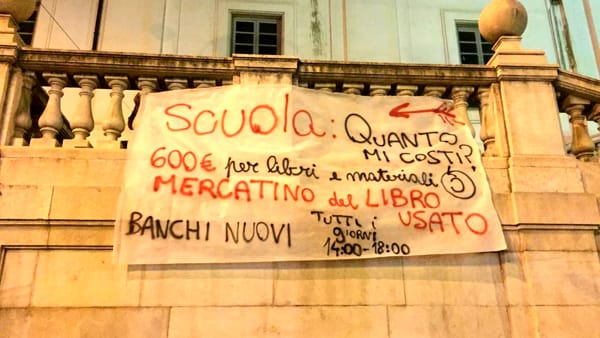 SCUOLA: QUANTO
MI COSTI?
600€ per libri e materiali
MERCATINO del LIBRO
USATO
BANCHI NUOVI
TUTTI i
giorni
14:00-18:00